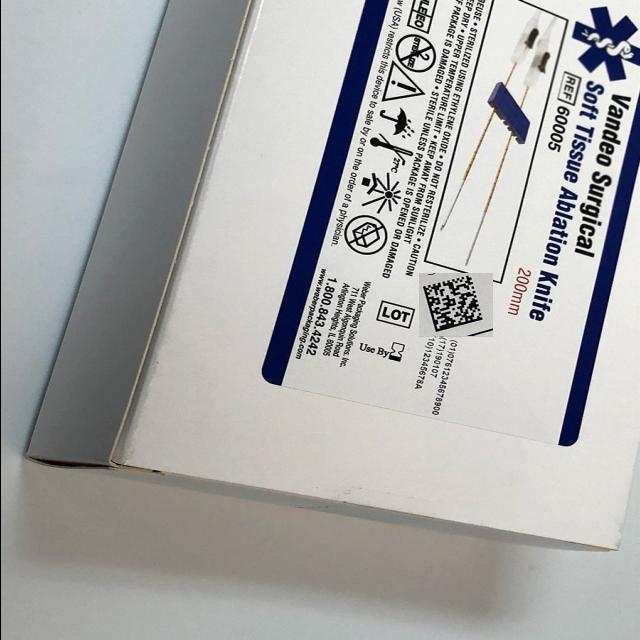 Vandeo Surgical
Soft Tissue Ablation Knife
REF 60005
200mm
STERILIZED USING ETHYLENE OXIDE • DO NOT RESTERILIZE • CAUTION
KEEP DRY • UPPER TEMPERATURE LIMIT • KEEP AWAY FROM SUNLIGHT
PACKAGE IS DAMAGED • STERILE UNLESS PACKAGE IS OPENED OR DAMAGED
(USA) restricts this device to sale by or on the order of a physician.
LOT
Use By
(01)07612345678900
(17)190107
(10)12345678A
Weber Packaging Solutions, Inc.
711 West Algonquin Road
Arlington Heights, IL 60005
1.800.843.4242
www.weberpackaging.com